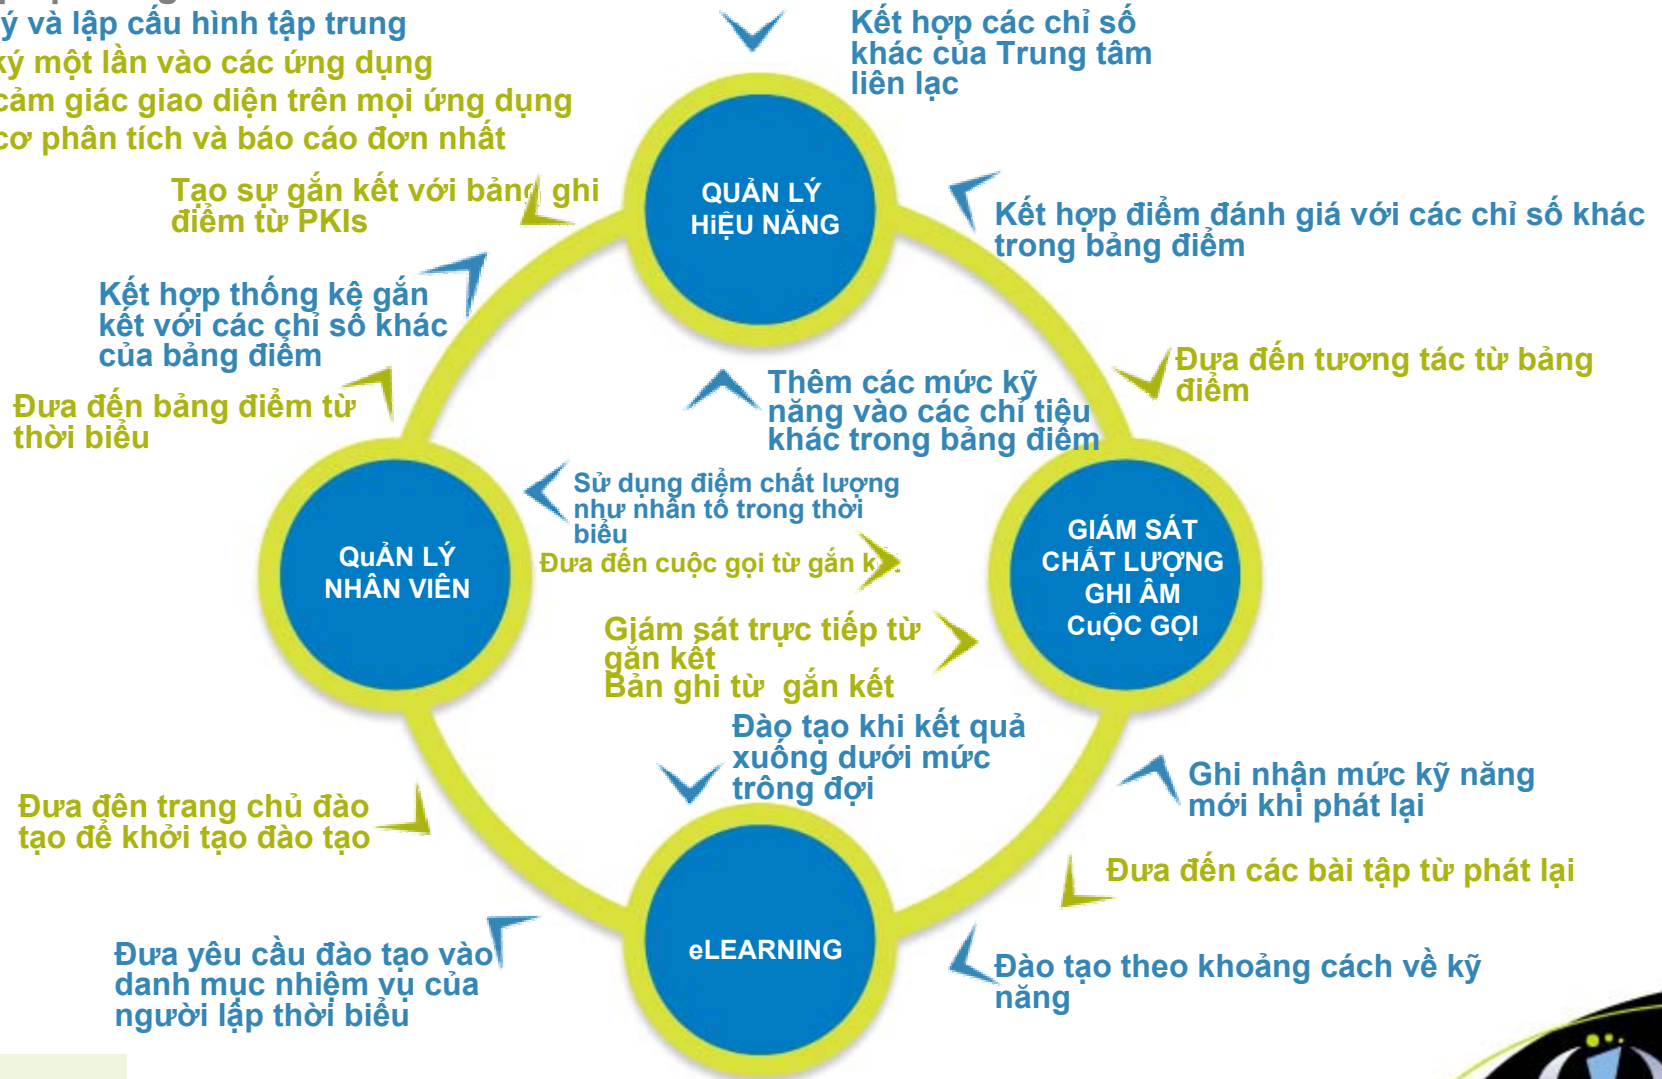 ý và lập cấu hình tập trung
ký một lần vào các ứng dụng
cảm giác giao diện trên mọi ứng dụng
cơ phân tích và báo cáo đơn nhất
Kết hợp các chỉ số
khác của Trung tâm
liên lạc
Tạo sự gắn kết với bảng ghi
điểm từ PKIs
QUẢN LÝ
HiỆU NĂNG
Kết hợp điểm đánh giá với các chỉ số khác
trong bảng điểm
Kết hợp thống kê gắn
kết với các chỉ số khác
của bảng điểm
Đưa đến bảng điểm từ
thời biểu
Thêm các mức kỹ
năng vào các chỉ tiêu
khác trong bảng điểm
Đưa đến tương tác từ bảng
điểm
Sử dụng điểm chất lượng
như nhân tố trong thời
biểu
Đưa đến cuộc gọi từ gắn kết
QuẢN LÝ
NHÂN VIÊN
GIÁM SÁT
CHẤT LƯỢNG
GHI ÂM
CuỘC GỌI
Giám sát trực tiếp từ
gắn kết
Bản ghi từ gắn kết
Đào tạo khi kết quả
xuống dưới mức
trông đợi
Ghi nhận mức kỹ năng
mới khi phát lại
Đưa đên trang chủ đào
tạo để khởi tạo đào tạo
Đưa đến các bài tập từ phát lại
eLEARNING
Đưa yêu cầu đào tạo vào
danh mục nhiệm vụ của
người lập thời biểu
Đào tạo theo khoảng cách về kỹ
năng